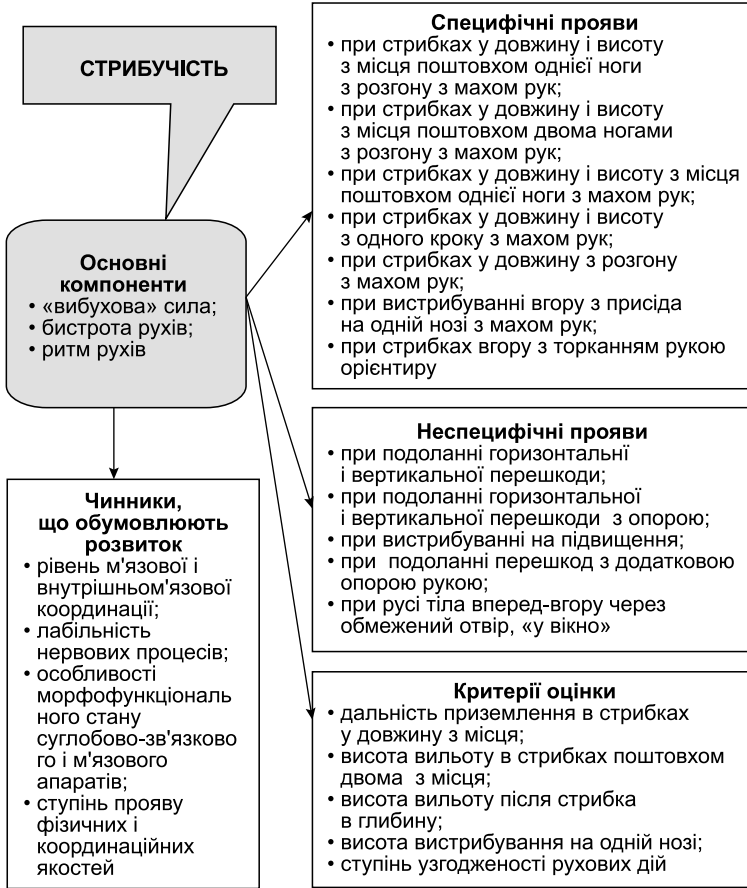 СТРИБУЧІСТЬ
Основні
компоненти
• «вибухова» сила;
• бистрота рухів;
• ритм рухів
Чинники,
що обумовлюють
розвиток
• рівень м'язової і
внутрішньом'язової
координації;
• лабільність
нервових процесів;
• особливості
морфофункціональ
ного стану
суглобово-зв'язково
го і м'язового
апаратів;
• ступінь прояву
фізичних і
координаційних
якостей
Специфічні прояви
• при стрибках у довжину і висоту
з місця поштовхом однієї ноги
з розгону з махом рук;
• при стрибках у довжину і висоту
з місця поштовхом двома ногами
з розгону з махом рук;
• при стрибках у довжину і висоту з місця
поштовхом однієї ноги з махом рук;
• при стрибках у довжину і висоту
з одного кроку з махом рук;
• при стрибках у довжину з розгону
з махом рук;
• при вистрибуванні вгору з присіда
на одній нозі з махом рук;
• при стрибках вгору з торканням рукою
орієнтиру
Неспецифічні прояви
• при подоланні горизонтальні
і вертикальної перешкоди;
• при подоланні горизонтальної
і вертикальної перешкоди з опорою;
• при вистрибуванні на підвищення;
• при подоланні перешкод з додатковою
опорою рукою;
• при русі тіла вперед-вгору через
обмежений отвір, «у вікно»
Критерії оцінки
• дальність приземлення в стрибках
у довжину з місця;
• висота вильоту в стрибках поштовхом
двома з місця;
• висота вильоту після стрибка
в глибину;
• висота вистрибування на одній нозі;
• ступінь узгодженості рухових дій